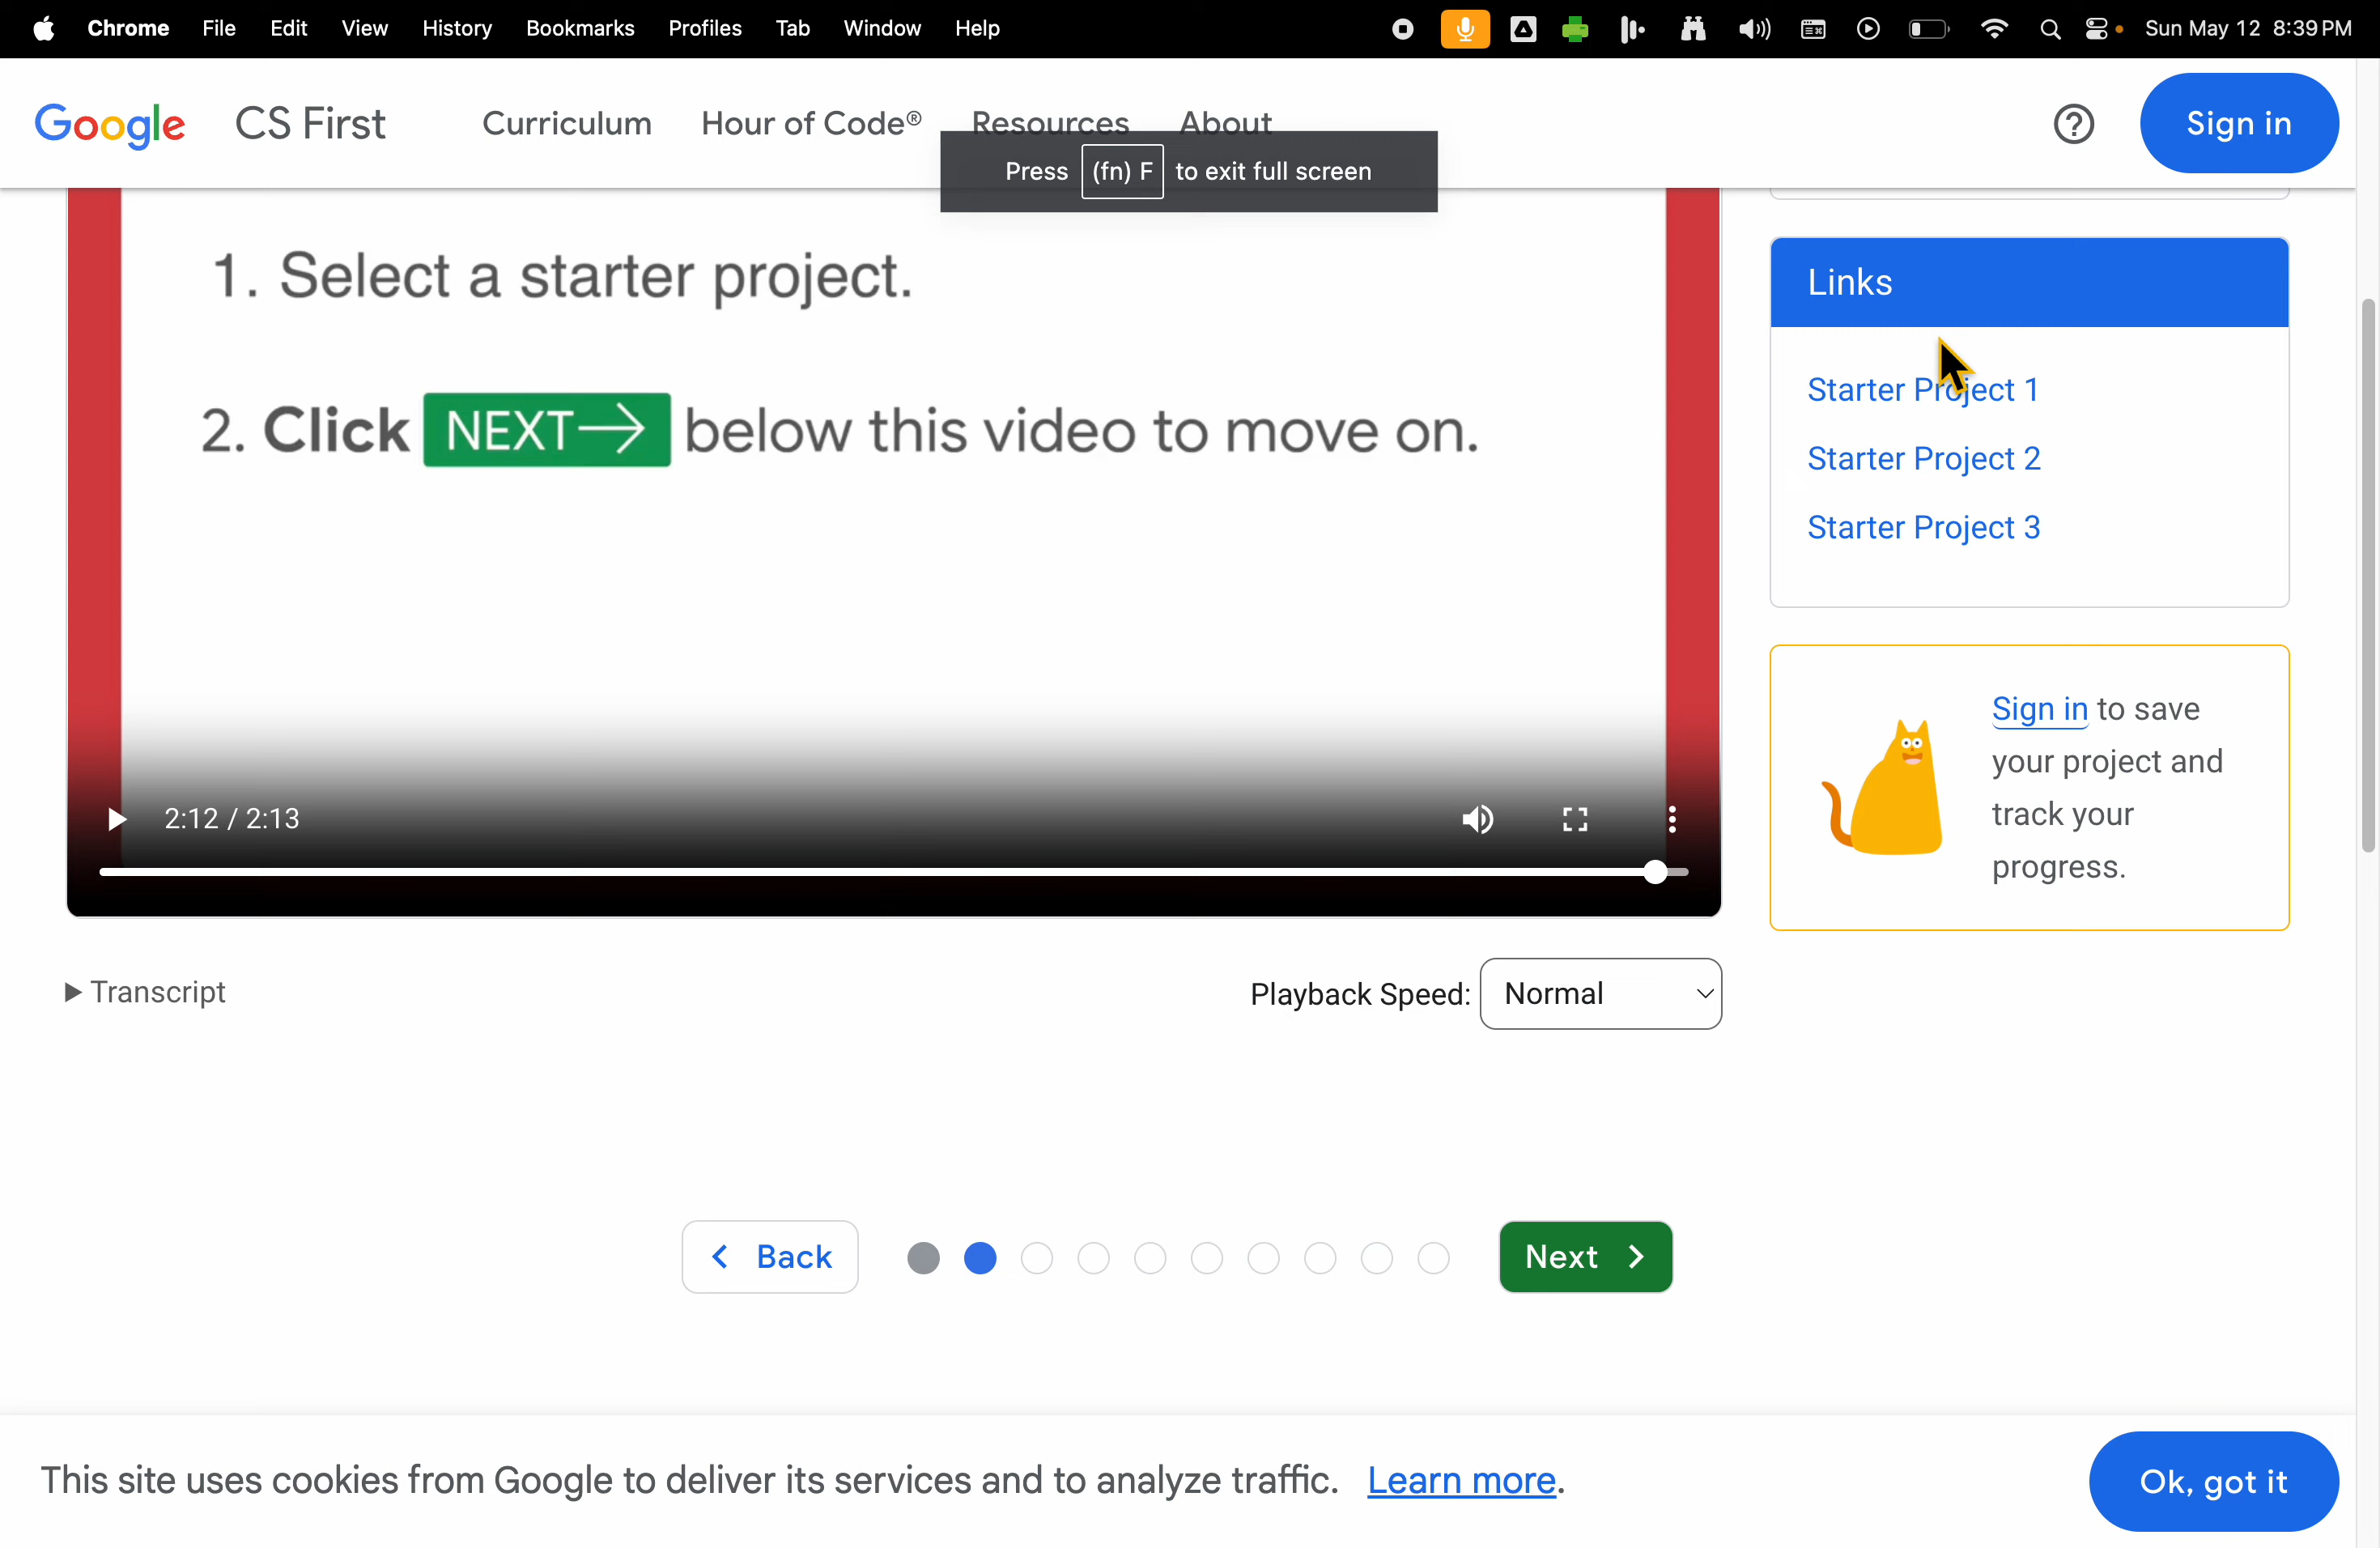 Chrome File Edit View History Bookmarks Profiles Tab Window Help Sun May 12 8:39 PM
Google CS First Curriculum Hour of Code® Resources About Sign in
Press (fn) F to exit full screen
1. Select a starter project.
2. Click NEXT→ below this video to move on.
2:12 / 2:13
Links
Starter Project 1
Starter Project 2
Starter Project 3
Sign in to save
your project and
track your
progress.
Transcript
Playback Speed: Normal
Back
Next
This site uses cookies from Google to deliver its services and to analyze traffic. Learn more.
Ok, got it